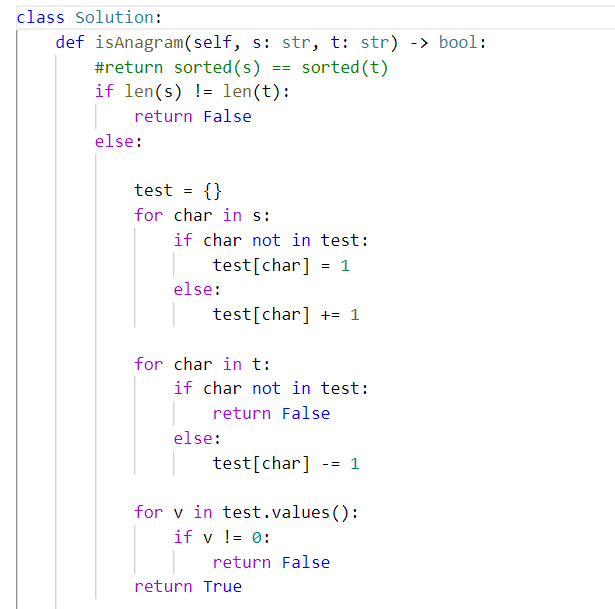 class Solution:
    def isAnagram(self, s: str, t: str) -> bool:
        #return sorted(s) == sorted(t)
        if len(s) != len(t):
            return False
        else:
            test = {}
            for char in s:
                if char not in test:
                    test[char] = 1
                else:
                    test[char] += 1
            for char in t:
                if char not in test:
                    return False
                else:
                    test[char] -= 1
            for v in test.values():
                if v != 0:
                    return False
            return True